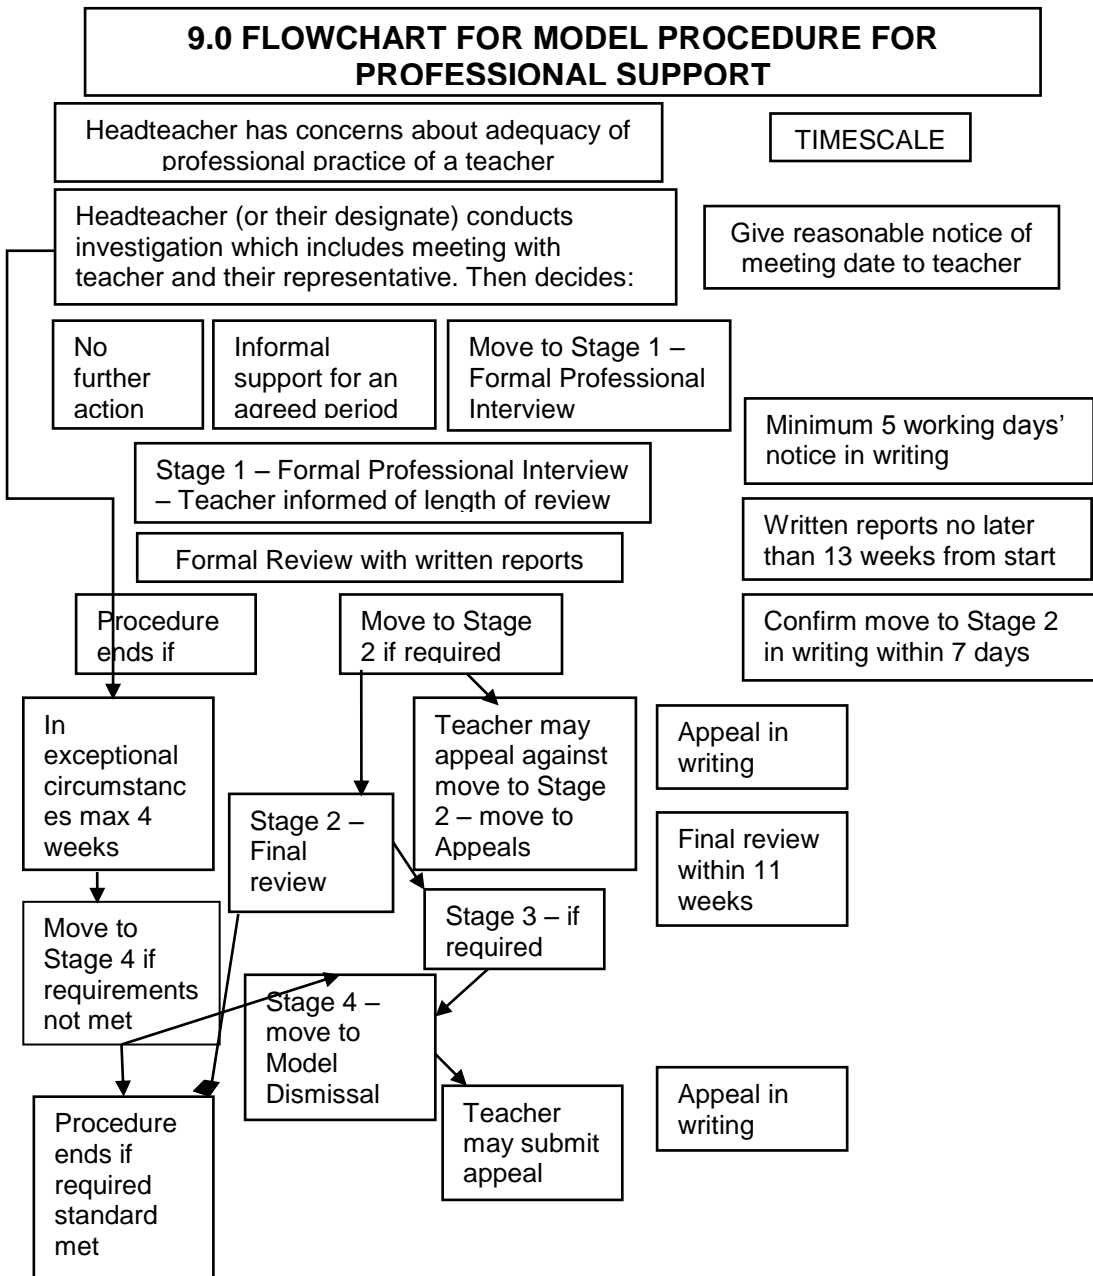 9.0 FLOWCHART FOR MODEL PROCEDURE FOR
PROFESSIONAL SUPPORT
Headteacher has concerns about adequacy of
professional practice of a teacher
TIMESCALE
Headteacher (or their designate) conducts
investigation which includes meeting with
teacher and their representative. Then decides:
Give reasonable notice of
meeting date to teacher
No
further
action
Informal
support for an
agreed period
Move to Stage 1 –
Formal Professional
Interview
Minimum 5 working days’
notice in writing
Stage 1 – Formal Professional Interview
– Teacher informed of length of review
Written reports no later
than 13 weeks from start
Formal Review with written reports
Procedure
ends if
Move to Stage
2 if required
Confirm move to Stage 2
in writing within 7 days
In
exceptional
circumstanc
es max 4
weeks
Teacher may
appeal against
move to Stage
2 – move to
Appeals
Appeal in
writing
Stage 2 –
Final
review
Final review
within 11
weeks
Move to
Stage 4 if
requirements
not met
Stage 3 – if
required
Stage 4 –
move to
Model
Dismissal
Teacher
may submit
appeal
Appeal in
writing
Procedure
ends if
required
standard
met